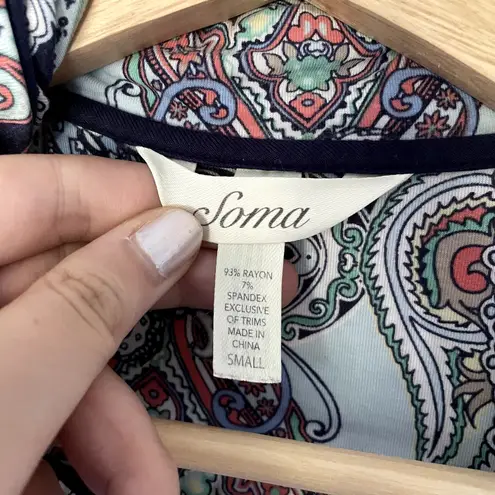 Soma
93% RAYON
7%
SPANDEX
EXCLUSIVE
OF TRIMS
MADE IN
CHINA
SMALL